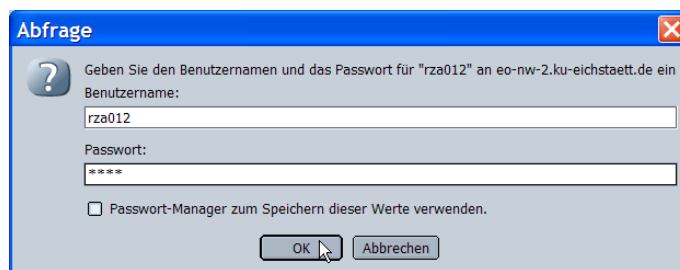 Abfrage
Geben Sie den Benutzernamen und das Passwort für "rza012" an eo-nw-2.ku-eichstaett.de ein
Benutzername:
rza012
Passwort:
****
Passwort-Manager zum Speichern dieser Werte verwenden.
OK Abbrechen